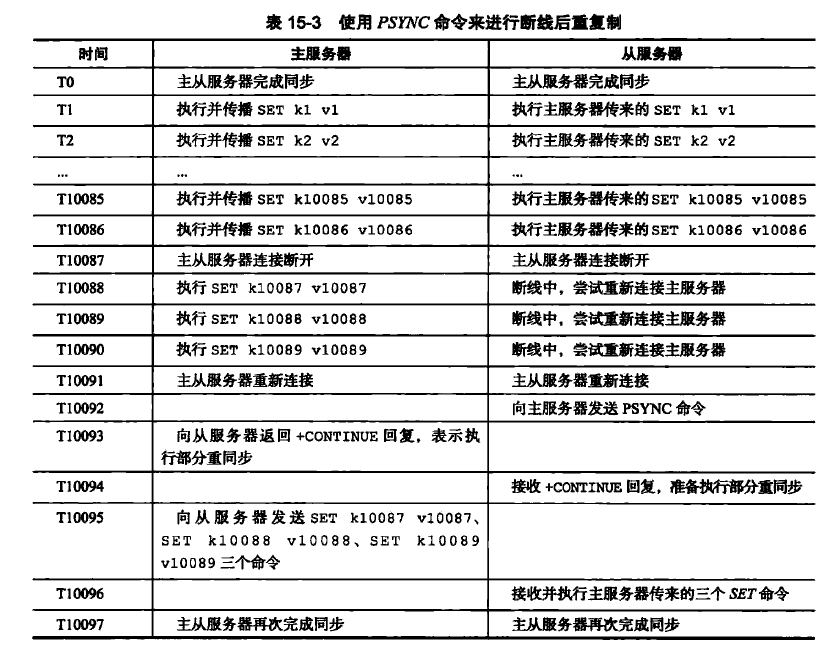 表 15-3 使用 PSYNC 命令来进行断线后重复制
时间 主服务器 从服务器
T0 主从服务器完成同步 主从服务器完成同步
T1 执行并传播 SET k1 v1 执行主服务器传来的 SET k1 v1
T2 执行并传播 SET k2 v2 执行主服务器传来的 SET k2 v2
... ... ...
T10085 执行并传播 SET k10085 v10085 执行主服务器传来的 SET k10085 v10085
T10086 执行并传播 SET k10086 v10086 执行主服务器传来的 SET k10086 v10086
T10087 主从服务器连接断开 主从服务器连接断开
T10088 执行 SET k10087 v10087 断线中，尝试重新连接主服务器
T10089 执行 SET k10088 v10088 断线中，尝试重新连接主服务器
T10090 执行 SET k10089 v10089 断线中，尝试重新连接主服务器
T10091 主从服务器重新连接 主从服务器重新连接
T10092 向主服务器发送 PSYNC 命令
T10093 向从服务器返回 +CONTINUE 回复，表示执
行部分重同步
T10094 接收 +CONTINUE 回复，准备执行部分重同步
T10095 向从服务器发送 SET k10087 v10087、
SET k10088 v10088、SET k10089
v10089 三个命令
T10096 接收并执行主服务器传来的三个 SET 命令
T10097 主从服务器再次完成同步 主从服务器再次完成同步